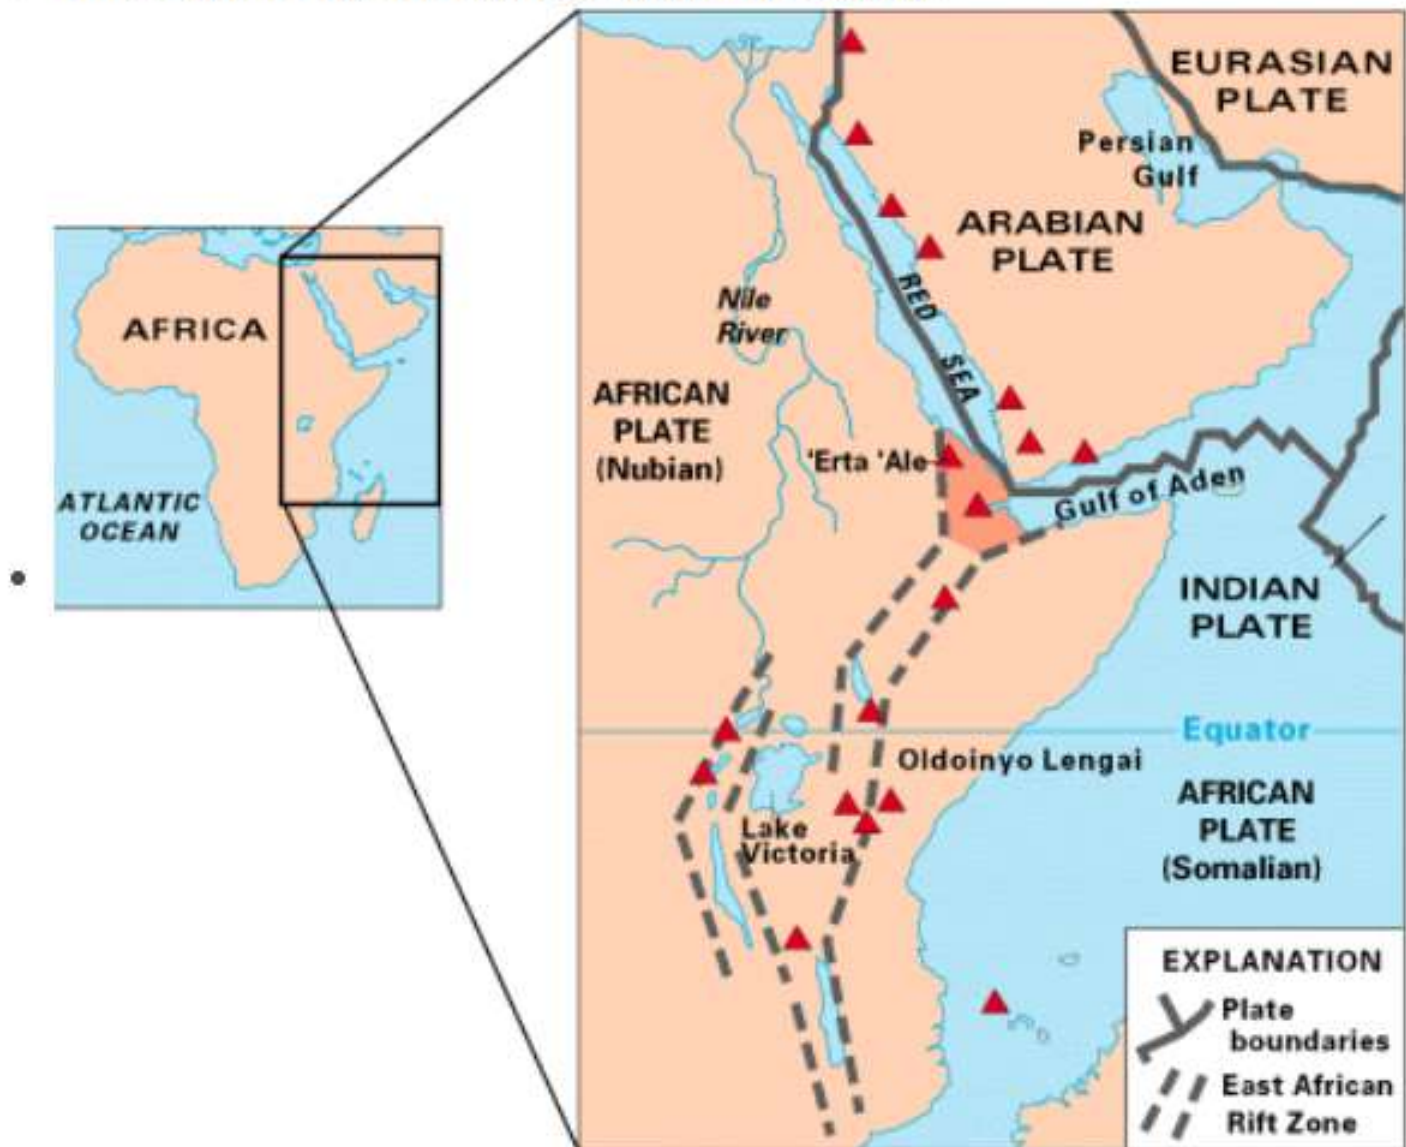 AFRICA
ATLANTIC
OCEAN
EURASIAN
PLATE
Persian
Gulf
ARABIAN
PLATE
RED
SEA
Nile
River
AFRICAN
PLATE
(Nubian)
'Erta 'Ale
Gulf of Aden
INDIAN
PLATE
Equator
Oldoinyo Lengai
AFRICAN
PLATE
(Somalian)
Lake
Victoria
EXPLANATION
Plate
boundaries
East African
Rift Zone